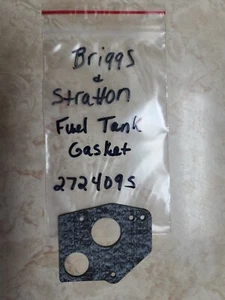 Briggs
&
Stratton
Fuel Tank
Gasket
272409S